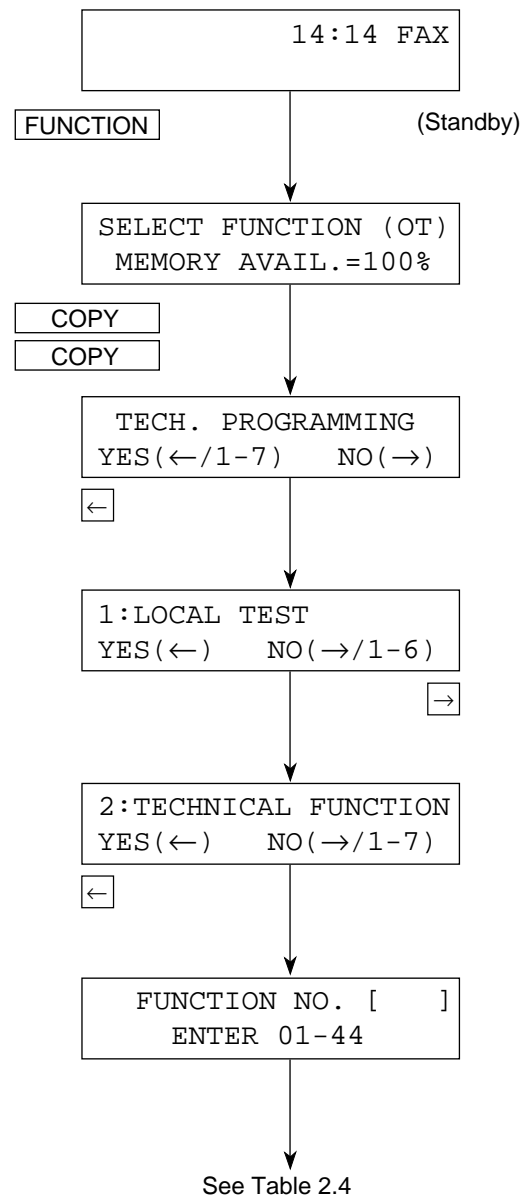 14:14 FAX
FUNCTION
(Standby)
SELECT FUNCTION (OT)
MEMORY AVAIL.=100%
COPY
COPY
TECH. PROGRAMMING
YES(←/1-7) NO(→)
←
1:LOCAL TEST
YES(←) NO(→/1-6)
→
2:TECHNICAL FUNCTION
YES(←) NO(→/1-7)
←
FUNCTION NO. [ ]
ENTER 01-44
See Table 2.4